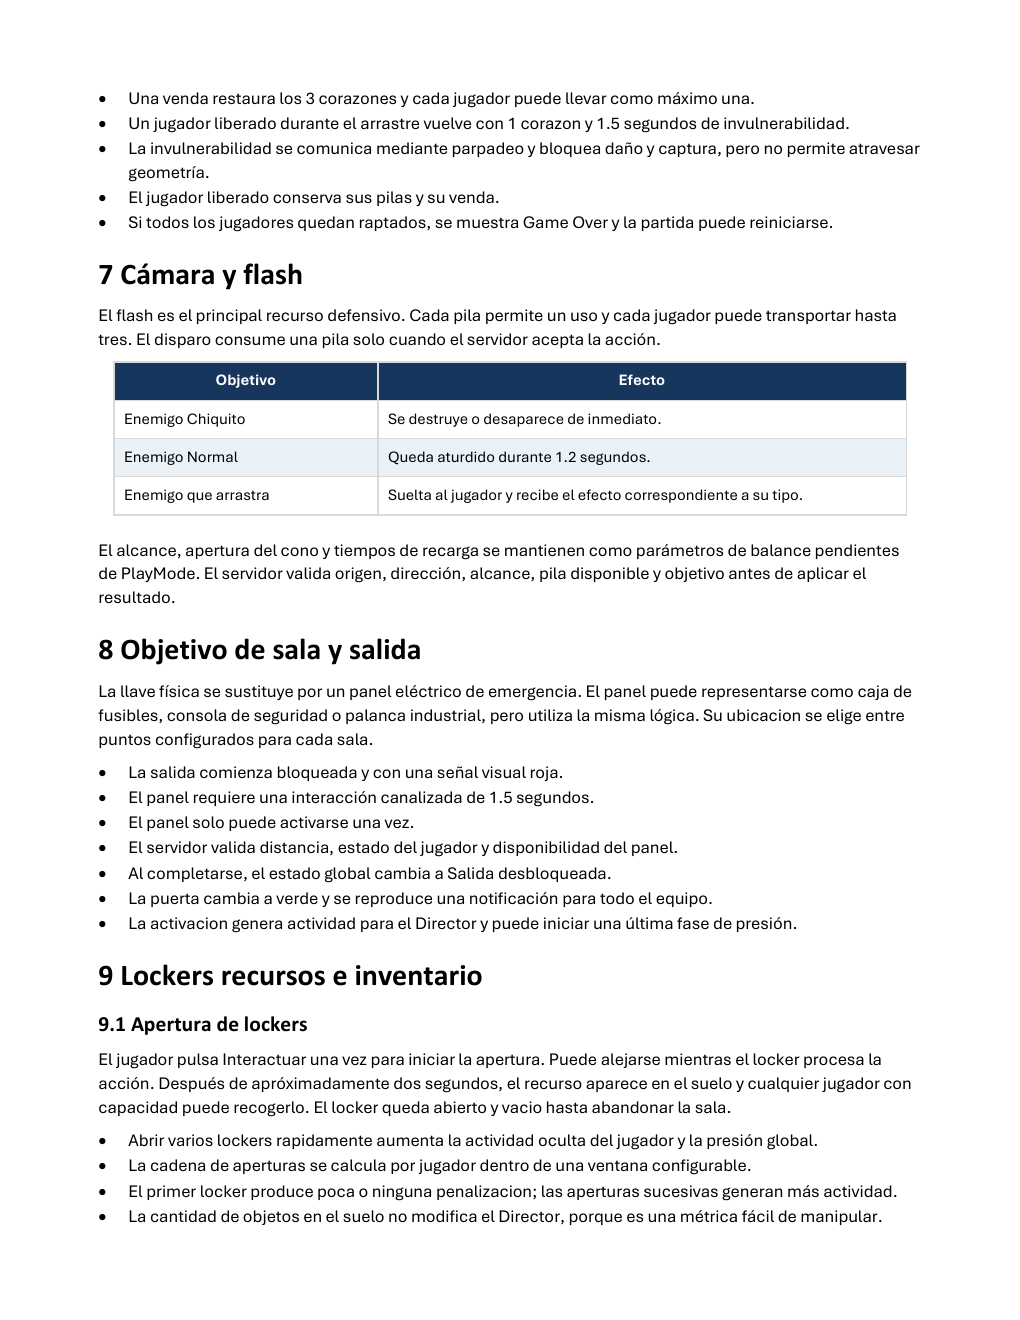 • Una venda restaura los 3 corazones y cada jugador puede llevar como máximo una.
• Un jugador liberado durante el arrastre vuelve con 1 corazon y 1.5 segundos de invulnerabilidad.
• La invulnerabilidad se comunica mediante parpadeo y bloquea daño y captura, pero no permite atravesar
geometría.
• El jugador liberado conserva sus pilas y su venda.
• Si todos los jugadores quedan raptados, se muestra Game Over y la partida puede reiniciarse.
7 Cámara y flash
El flash es el principal recurso defensivo. Cada pila permite un uso y cada jugador puede transportar hasta
tres. El disparo consume una pila solo cuando el servidor acepta la acción.
Objetivo Efecto
Enemigo Chiquito Se destruye o desaparece de inmediato.
Enemigo Normal Queda aturdido durante 1.2 segundos.
Enemigo que arrastra Suelta al jugador y recibe el efecto correspondiente a su tipo.
El alcance, apertura del cono y tiempos de recarga se mantienen como parámetros de balance pendientes
de PlayMode. El servidor valida origen, dirección, alcance, pila disponible y objetivo antes de aplicar el
resultado.
8 Objetivo de sala y salida
La llave física se sustituye por un panel eléctrico de emergencia. El panel puede representarse como caja de
fusibles, consola de seguridad o palanca industrial, pero utiliza la misma lógica. Su ubicacion se elige entre
puntos configurados para cada sala.
• La salida comienza bloqueada y con una señal visual roja.
• El panel requiere una interacción canalizada de 1.5 segundos.
• El panel solo puede activarse una vez.
• El servidor valida distancia, estado del jugador y disponibilidad del panel.
• Al completarse, el estado global cambia a Salida desbloqueada.
• La puerta cambia a verde y se reproduce una notificación para todo el equipo.
• La activacion genera actividad para el Director y puede iniciar una última fase de presión.
9 Lockers recursos e inventario
9.1 Apertura de lockers
El jugador pulsa Interactuar una vez para iniciar la apertura. Puede alejarse mientras el locker procesa la
acción. Después de apróximadamente dos segundos, el recurso aparece en el suelo y cualquier jugador con
capacidad puede recogerlo. El locker queda abierto y vacio hasta abandonar la sala.
• Abrir varios lockers rapidamente aumenta la actividad oculta del jugador y la presión global.
• La cadena de aperturas se calcula por jugador dentro de una ventana configurable.
• El primer locker produce poca o ninguna penalizacion; las aperturas sucesivas generan más actividad.
• La cantidad de objetos en el suelo no modifica el Director, porque es una métrica fácil de manipular.